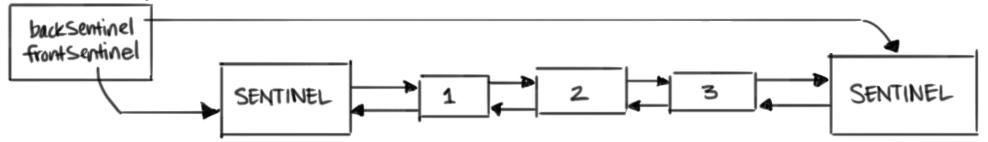 backSentinel
frontSentinel
SENTINEL
1
2
3
SENTINEL